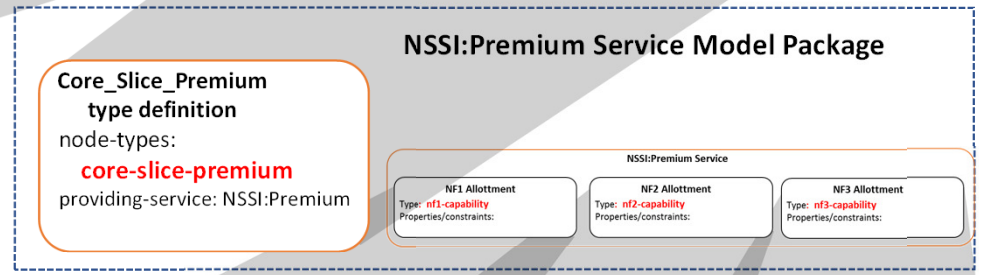 NSSI:Premium Service Model Package
Core_Slice_Premium
type definition
node-types:
core-slice-premium
providing-service: NSSI:Premium
NSSI:Premium Service
NF1 Allottment
Type: nf1-capability
Properties/constraints:
NF2 Allottment
Type: nf2-capability
Properties/constraints:
NF3 Allottment
Type: nf3-capability
Properties/constraints: